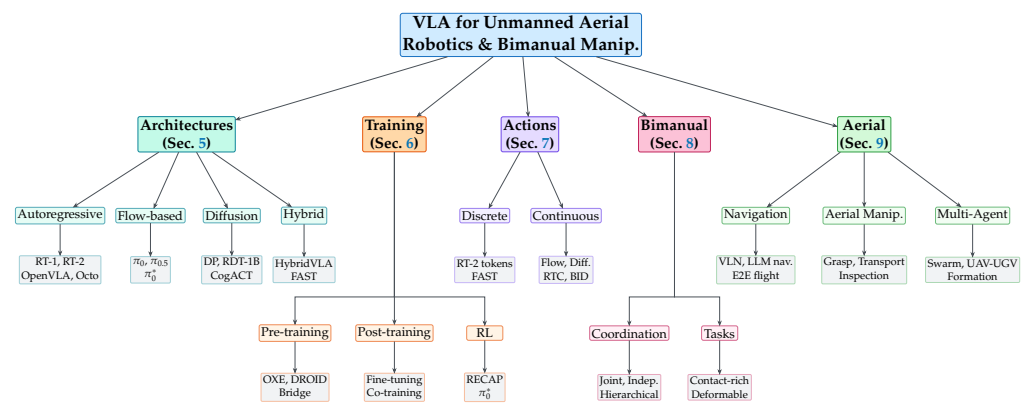 VLA for Unmanned Aerial
Robotics & Bimanual Manip.
Architectures
(Sec. 5)
Training
(Sec. 6)
Actions
(Sec. 7)
Bimanual
(Sec. 8)
Aerial
(Sec. 9)
Autoregressive
Flow-based
Diffusion
Hybrid
Discrete
Continuous
Navigation
Aerial Manip.
Multi-Agent
RT-1, RT-2
OpenVLA, Octo
π₀, π₀.₅
π₀*
DP, RDT-1B
CogACT
HybridVLA
FAST
RT-2 tokens
FAST
Flow, Diff.
RTC, BID
VLN, LLM nav.
E2E flight
Grasp, Transport
Inspection
Swarm, UAV-UGV
Formation
Pre-training
Post-training
RL
Coordination
Tasks
OXE, DROID
Bridge
Fine-tuning
Co-training
RECAP
π₀*
Joint, Indep.
Hierarchical
Contact-rich
Deformable